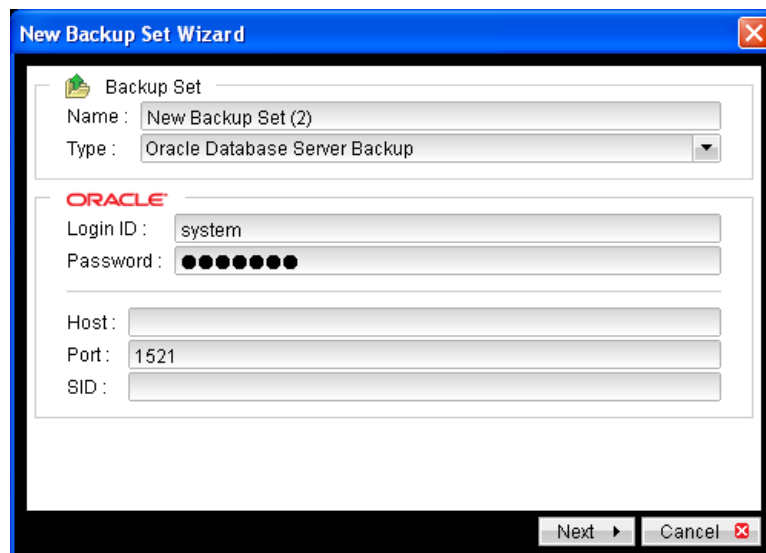 New Backup Set Wizard
Backup Set
Name : New Backup Set (2)
Type : Oracle Database Server Backup
ORACLE
Login ID : system
Password : ●●●●●●●
Host :
Port : 1521
SID :
Next Cancel